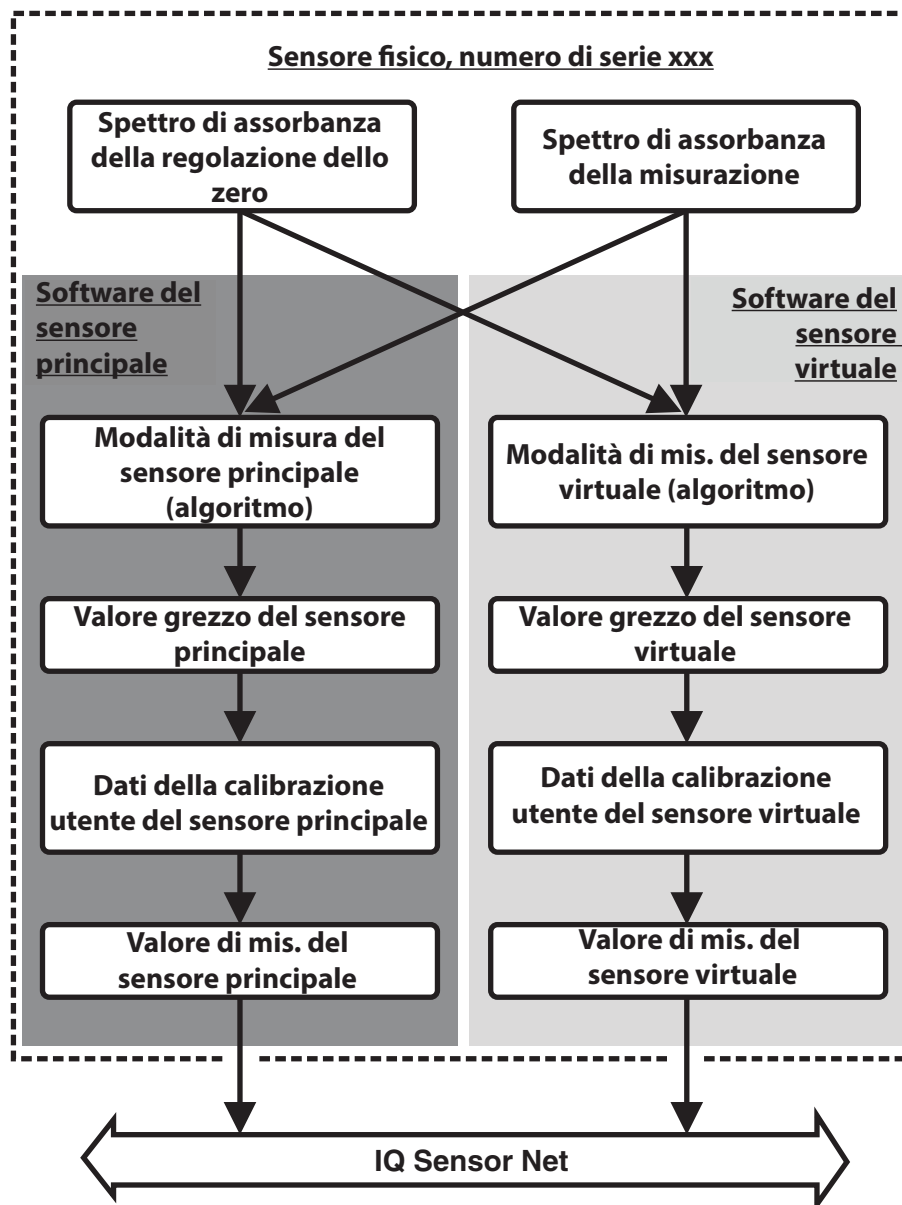 Sensore fisico, numero di serie xxx
Spettro di assorbanza
della regolazione dello
zero
Spettro di assorbanza
della misurazione
Software del
sensore
principale
Software del
sensore
virtuale
Modalità di misura del
sensore principale
(algoritmo)
Modalità di mis. del sensore
virtuale (algoritmo)
Valore grezzo del sensore
principale
Valore grezzo del sensore
virtuale
Dati della calibrazione
utente del sensore principale
Dati della calibrazione
utente del sensore virtuale
Valore di mis. del
sensore principale
Valore di mis. del
sensore virtuale
IQ Sensor Net